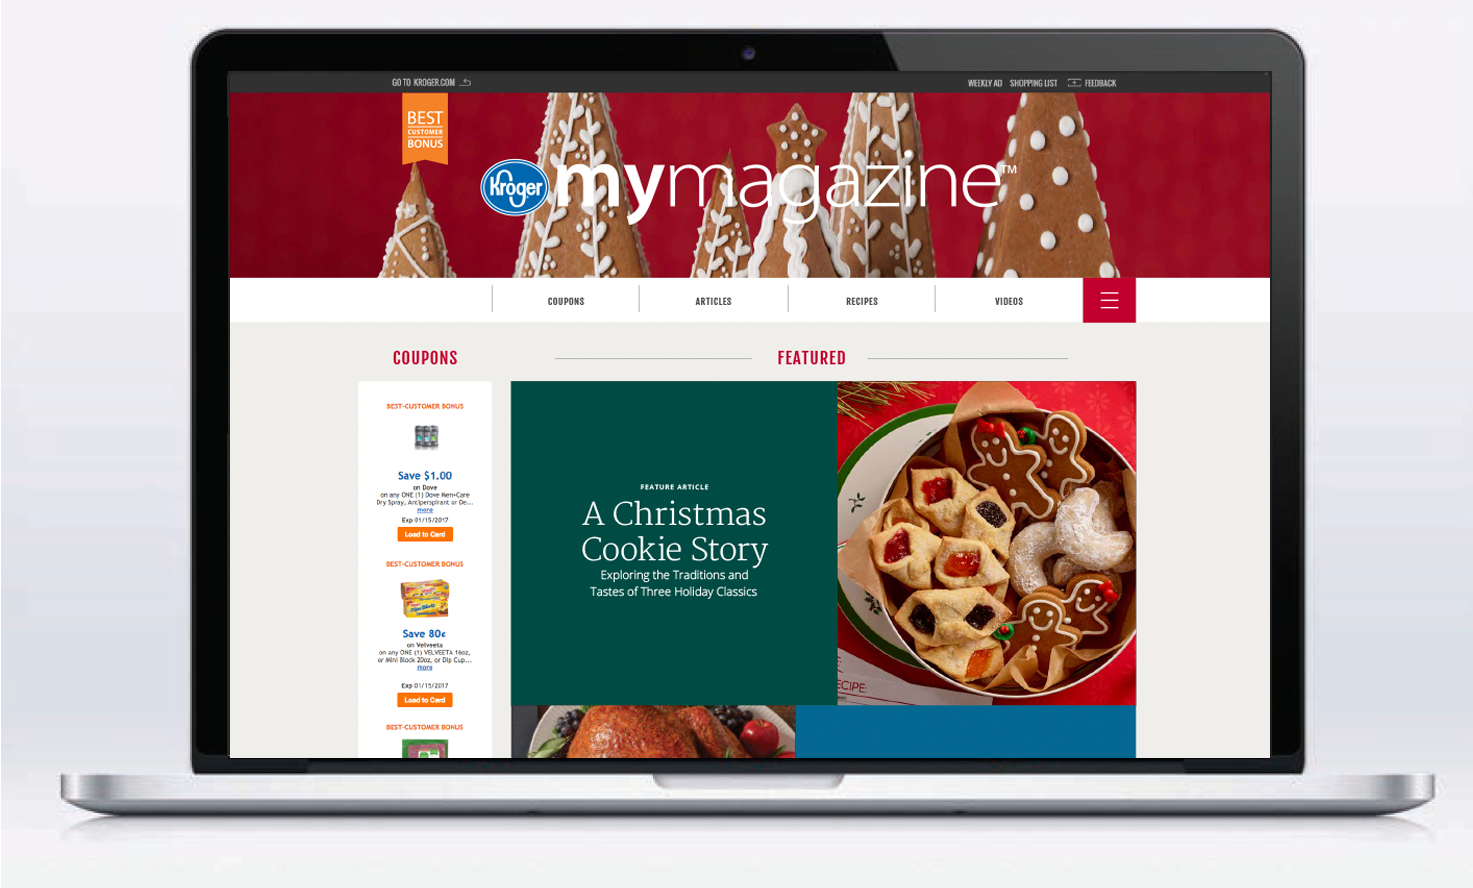 GO TO KROGER.COM
WEEKLY AD SHOPPING LIST FEEDBACK
BEST
CUSTOMER
BONUS
Kroger mymagazine™
COUPONS ARTICLES RECIPES VIDEOS
COUPONS
FEATURED
BEST-CUSTOMER BONUS
Save $1.00
on Dove
on any ONE (1) Dove Men+Care
Dry Spray, Antiperspirant or De...
more
Exp 01/15/2017
Load to Card
BEST-CUSTOMER BONUS
Save 80¢
on Velveeta
on any ONE (1) VELVEETA 16oz,
or Mini Block 20oz, or Dip Cup...
more
Exp 01/15/2017
Load to Card
BEST-CUSTOMER BONUS
FEATURE ARTICLE
A Christmas
Cookie Story
Exploring the Traditions and
Tastes of Three Holiday Classics
ECIPE: